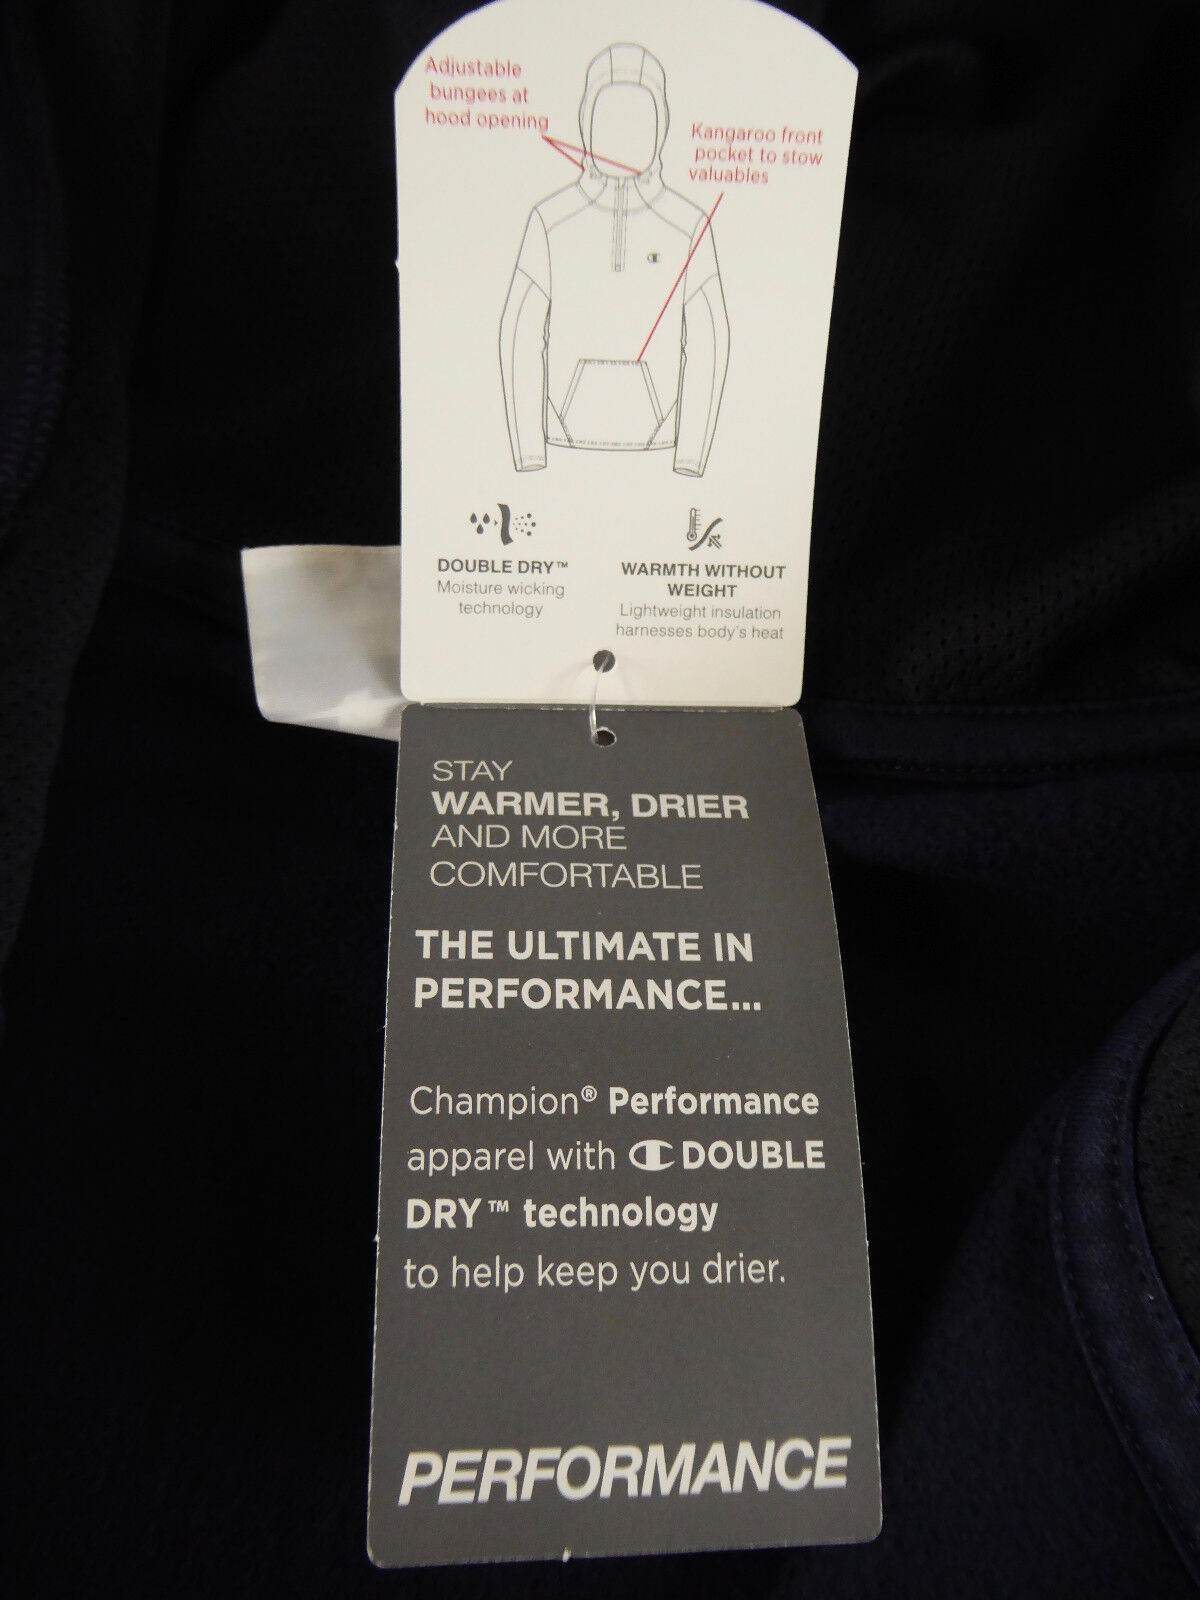 Adjustable
bungees at
hood opening
Kangaroo front
pocket to stow
valuables
DOUBLE DRY™
Moisture wicking
technology
WARMTH WITHOUT
WEIGHT
Lightweight insulation
harnesses body's heat
STAY
WARMER, DRIER
AND MORE
COMFORTABLE
THE ULTIMATE IN
PERFORMANCE...
Champion® Performance
apparel with DOUBLE
DRY™ technology
to help keep you drier.
PERFORMANCE